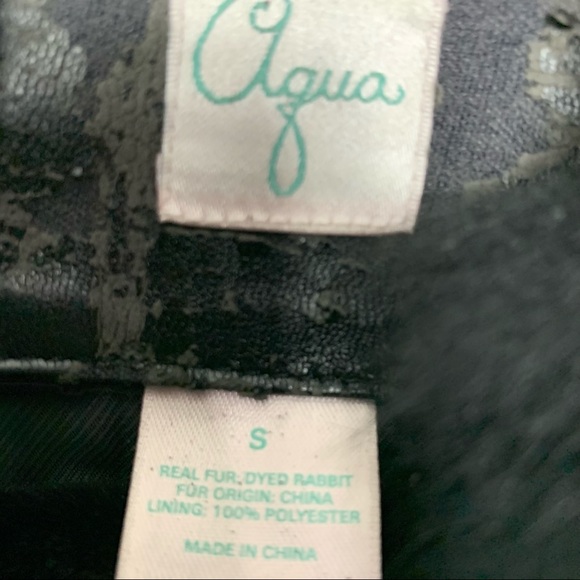 Aqua
S
REAL FUR, DYED RABBIT
FUR ORIGIN: CHINA
LINING: 100% POLYESTER
MADE IN CHINA